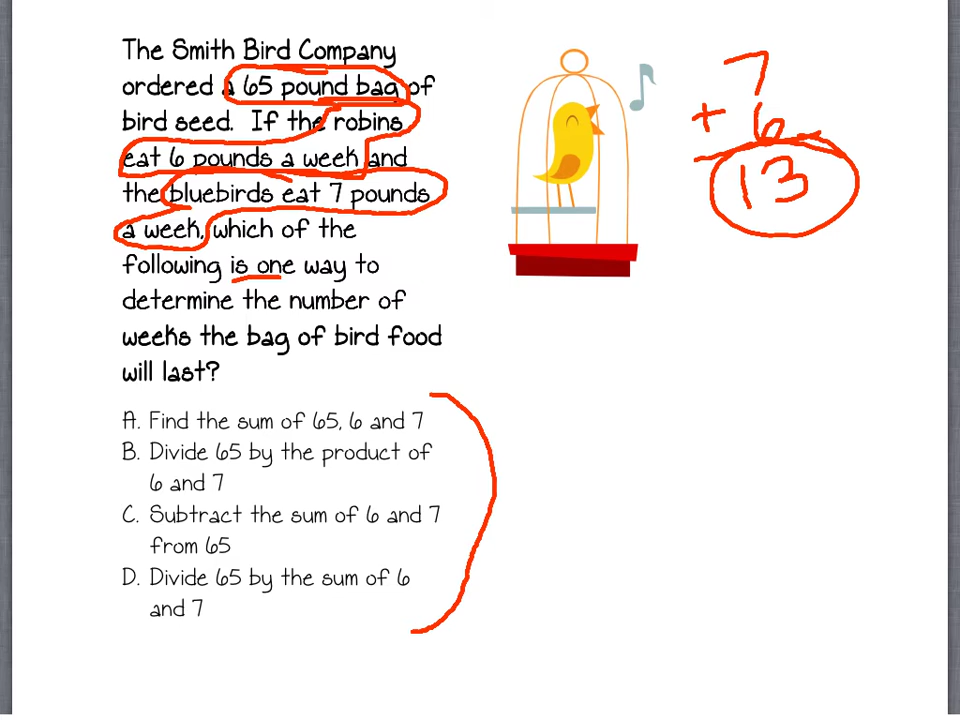 The Smith Bird Company
ordered a 65 pound bag of
bird seed. If the robins
eat 6 pounds a week and
the bluebirds eat 7 pounds
a week, which of the
following is one way to
determine the number of
weeks the bag of bird food
will last?
A. Find the sum of 65, 6 and 7
B. Divide 65 by the product of
6 and 7
C. Subtract the sum of 6 and 7
from 65
D. Divide 65 by the sum of 6
and 7
7
+ 6
13